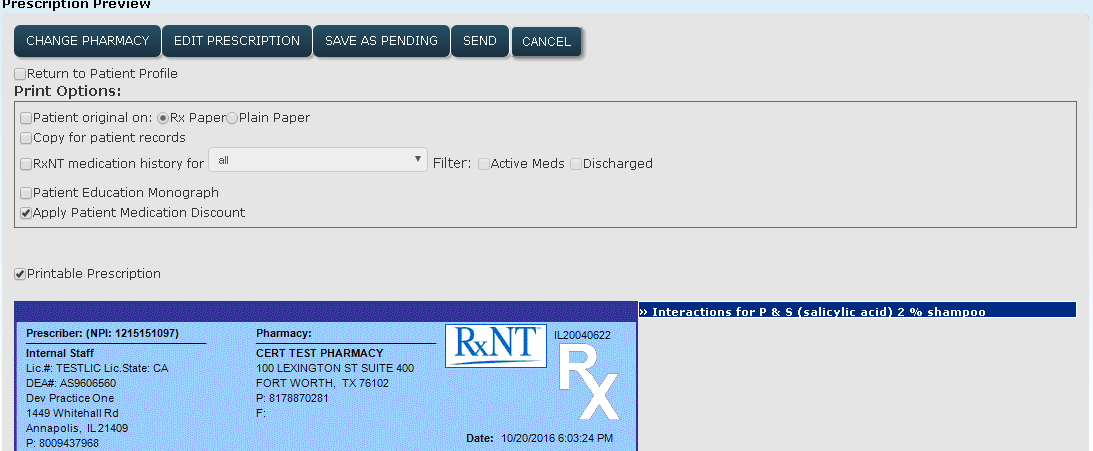 Prescription Preview
CHANGE PHARMACY EDIT PRESCRIPTION SAVE AS PENDING SEND CANCEL
Return to Patient Profile
Print Options:
Patient original on: Rx Paper Plain Paper
Copy for patient records
RxNT medication history for all Filter: Active Meds Discharged
Patient Education Monograph
Apply Patient Medication Discount
Printable Prescription
Prescriber: (NPI: 1215151097)
Internal Staff
Lic.#: TESTLIC Lic.State: CA
DEA#: AS9606560
Dev Practice One
1449 Whitehall Rd
Annapolis, IL21409
P: 8009437968
Pharmacy:
CERT TEST PHARMACY
100 LEXINGTON ST SUITE 400
FORT WORTH, TX 76102
P: 8178870281
F:
RxNT
IL20040622
Rx
Date: 10/20/2016 6:03:24 PM
» Interactions for P & S (salicylic acid) 2 % shampoo